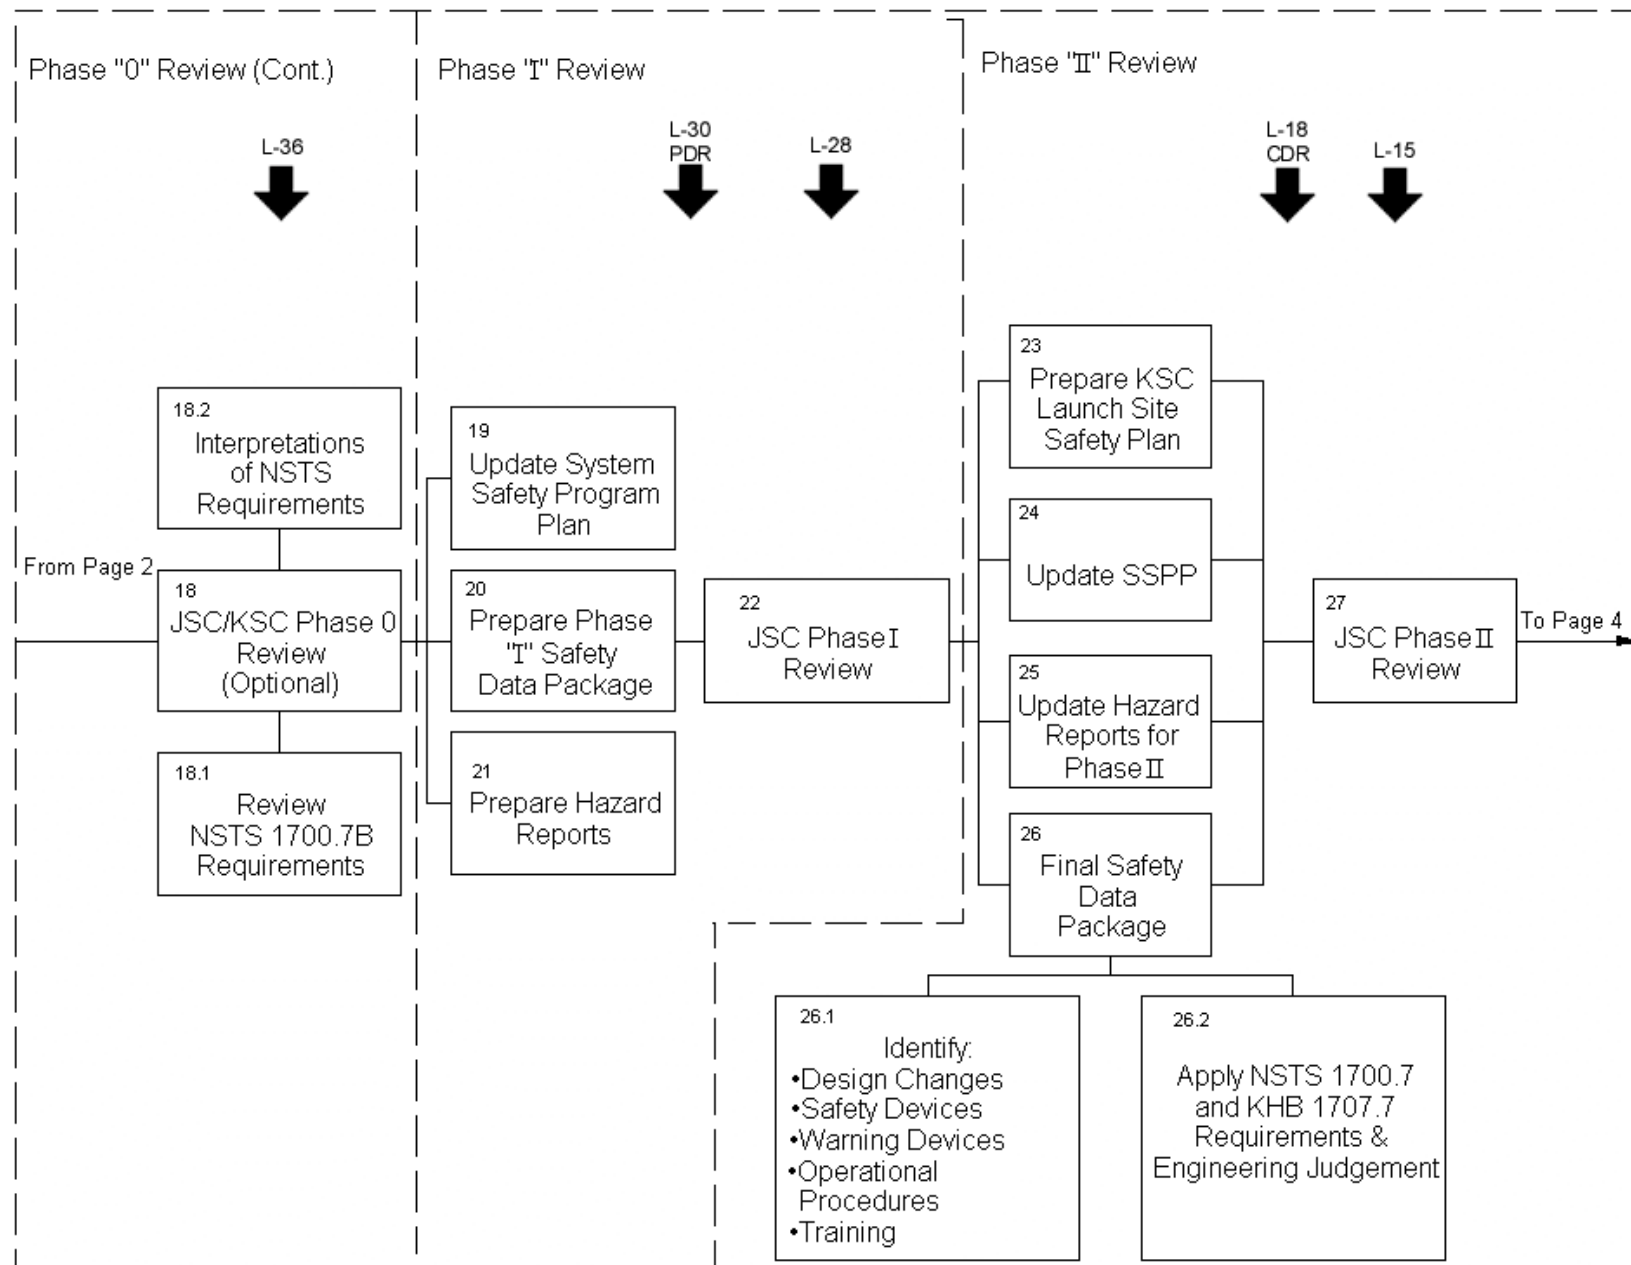 Phase "0" Review (Cont.)
Phase "I" Review
Phase "II" Review
L-36
L-30
PDR
L-28
L-18
CDR
L-15
From Page 2
18.2
Interpretations
of NSTS
Requirements
18
JSC/KSC Phase 0
Review
(Optional)
18.1
Review
NSTS 1700.7B
Requirements
19
Update System
Safety Program
Plan
20
Prepare Phase
"I" Safety
Data Package
21
Prepare Hazard
Reports
22
JSC Phase I
Review
23
Prepare KSC
Launch Site
Safety Plan
24
Update SSPP
25
Update Hazard
Reports for
Phase II
26
Final Safety
Data
Package
26.1
Identify:
•Design Changes
•Safety Devices
•Warning Devices
•Operational
Procedures
•Training
26.2
Apply NSTS 1700.7
and KHB 1707.7
Requirements &
Engineering Judgement
27
JSC Phase II
Review
To Page 4